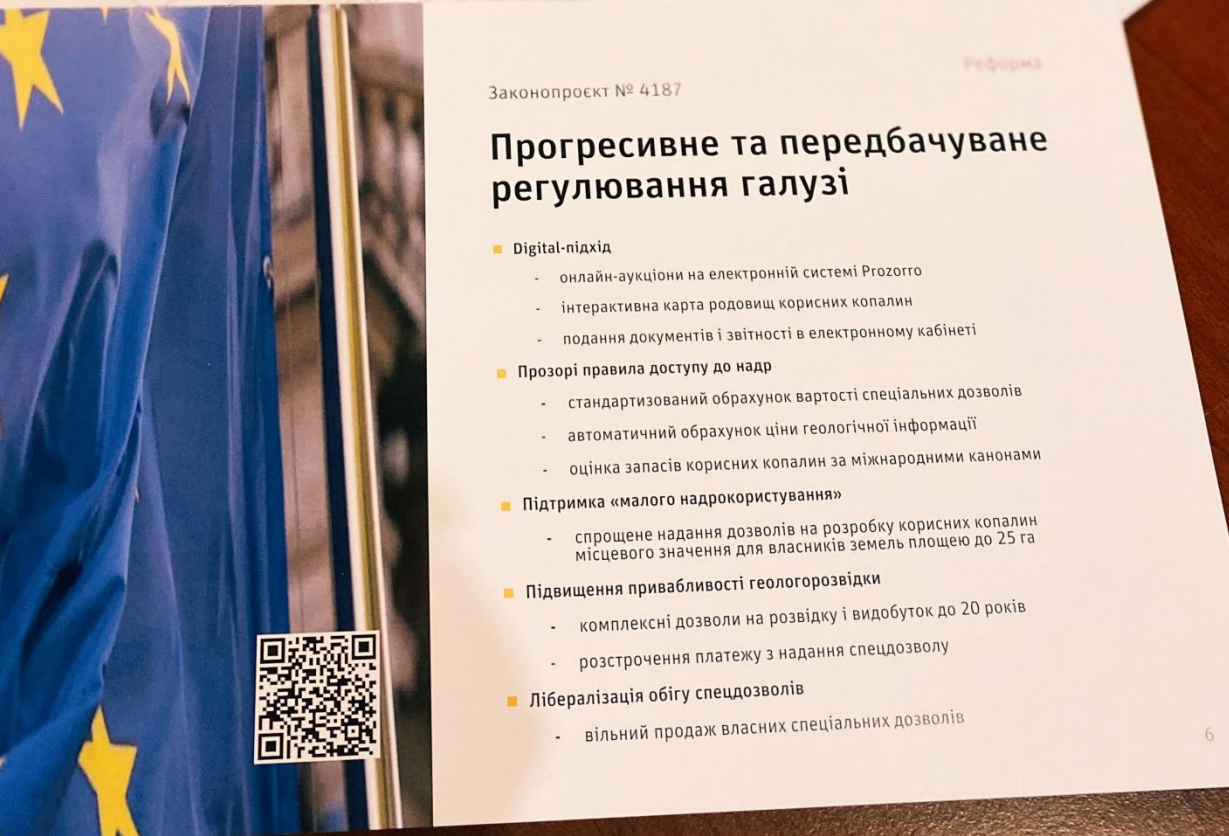 Реформа
Законопроєкт № 4187
Прогресивне та передбачуване
регулювання галузі
Digital-підхід
- онлайн-аукціони на електронній системі Prozorro
- інтерактивна карта родовищ корисних копалин
- подання документів і звітності в електронному кабінеті
Прозорі правила доступу до надр
- стандартизований обрахунок вартості спеціальних дозволів
- автоматичний обрахунок ціни геологічної інформації
- оцінка запасів корисних копалин за міжнародними канонами
Підтримка «малого надрокористування»
- спрощене надання дозволів на розробку корисних копалин
місцевого значення для власників земель площею до 25 га
Підвищення привабливості геологорозвідки
- комплексні дозволи на розвідку і видобуток до 20 років
- розстрочення платежу з надання спецдозволу
Лібералізація обігу спецдозволів
- вільний продаж власних спеціальних дозволів
6